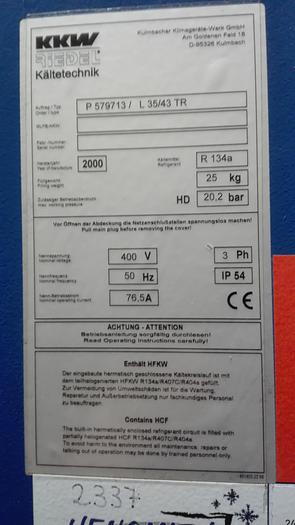 KKW
RIEDEL
Kältetechnik
Kulmbacher Klimageräte-Werk GmbH
Am Goldenen Feld 18
D-95326 Kulmbach
Auftrag / Typ
Order / type
P 579713 / L 35/43 TR
Fabr.-Nummer
Serial number
Herstelljahr
Year of manufacture
2000
Kältemittel
Refrigerant
R 134a
Füllgewicht
Filling weight
25 kg
Zulässiger Betriebsüberdruck
max. working pressure
HD 20,2 bar
Vor Öffnen der Abdeckung die Netzanschlußstellen spannungslos machen!
Pull main plug before removing the cover!
Nennspannung
Nominal voltage
400 V
3 Ph
Nennfrequenz
Nominal frequency
50 Hz
IP 54
Nenn-Betriebsstrom
Nominal operating current
76,5A
CE
ACHTUNG - ATTENTION
Betriebsanleitung sorgfältig durchlesen!
Read Operating Instructions carefully!
Enthält HFKW
Der eingebaute hermetisch geschlossene Kältekreislauf ist mit
dem teilhalogenierten HFKW R134a/R407C/R404a gefüllt.
Zur Vermeidung von Umweltschäden ist für die Wartung,
Reparatur und Außerbetriebsetzung nur fachkundiges Personal
zu beauftragen.
Contains HCF
The built-in hermetically enclosed refrigerant circuit is filled with
partially halogenated HCF R134a/R407C/R404a
To avoid harm to the environment all maintenance, repairs or
talking out of operation may be done by trained personnel only.
2337